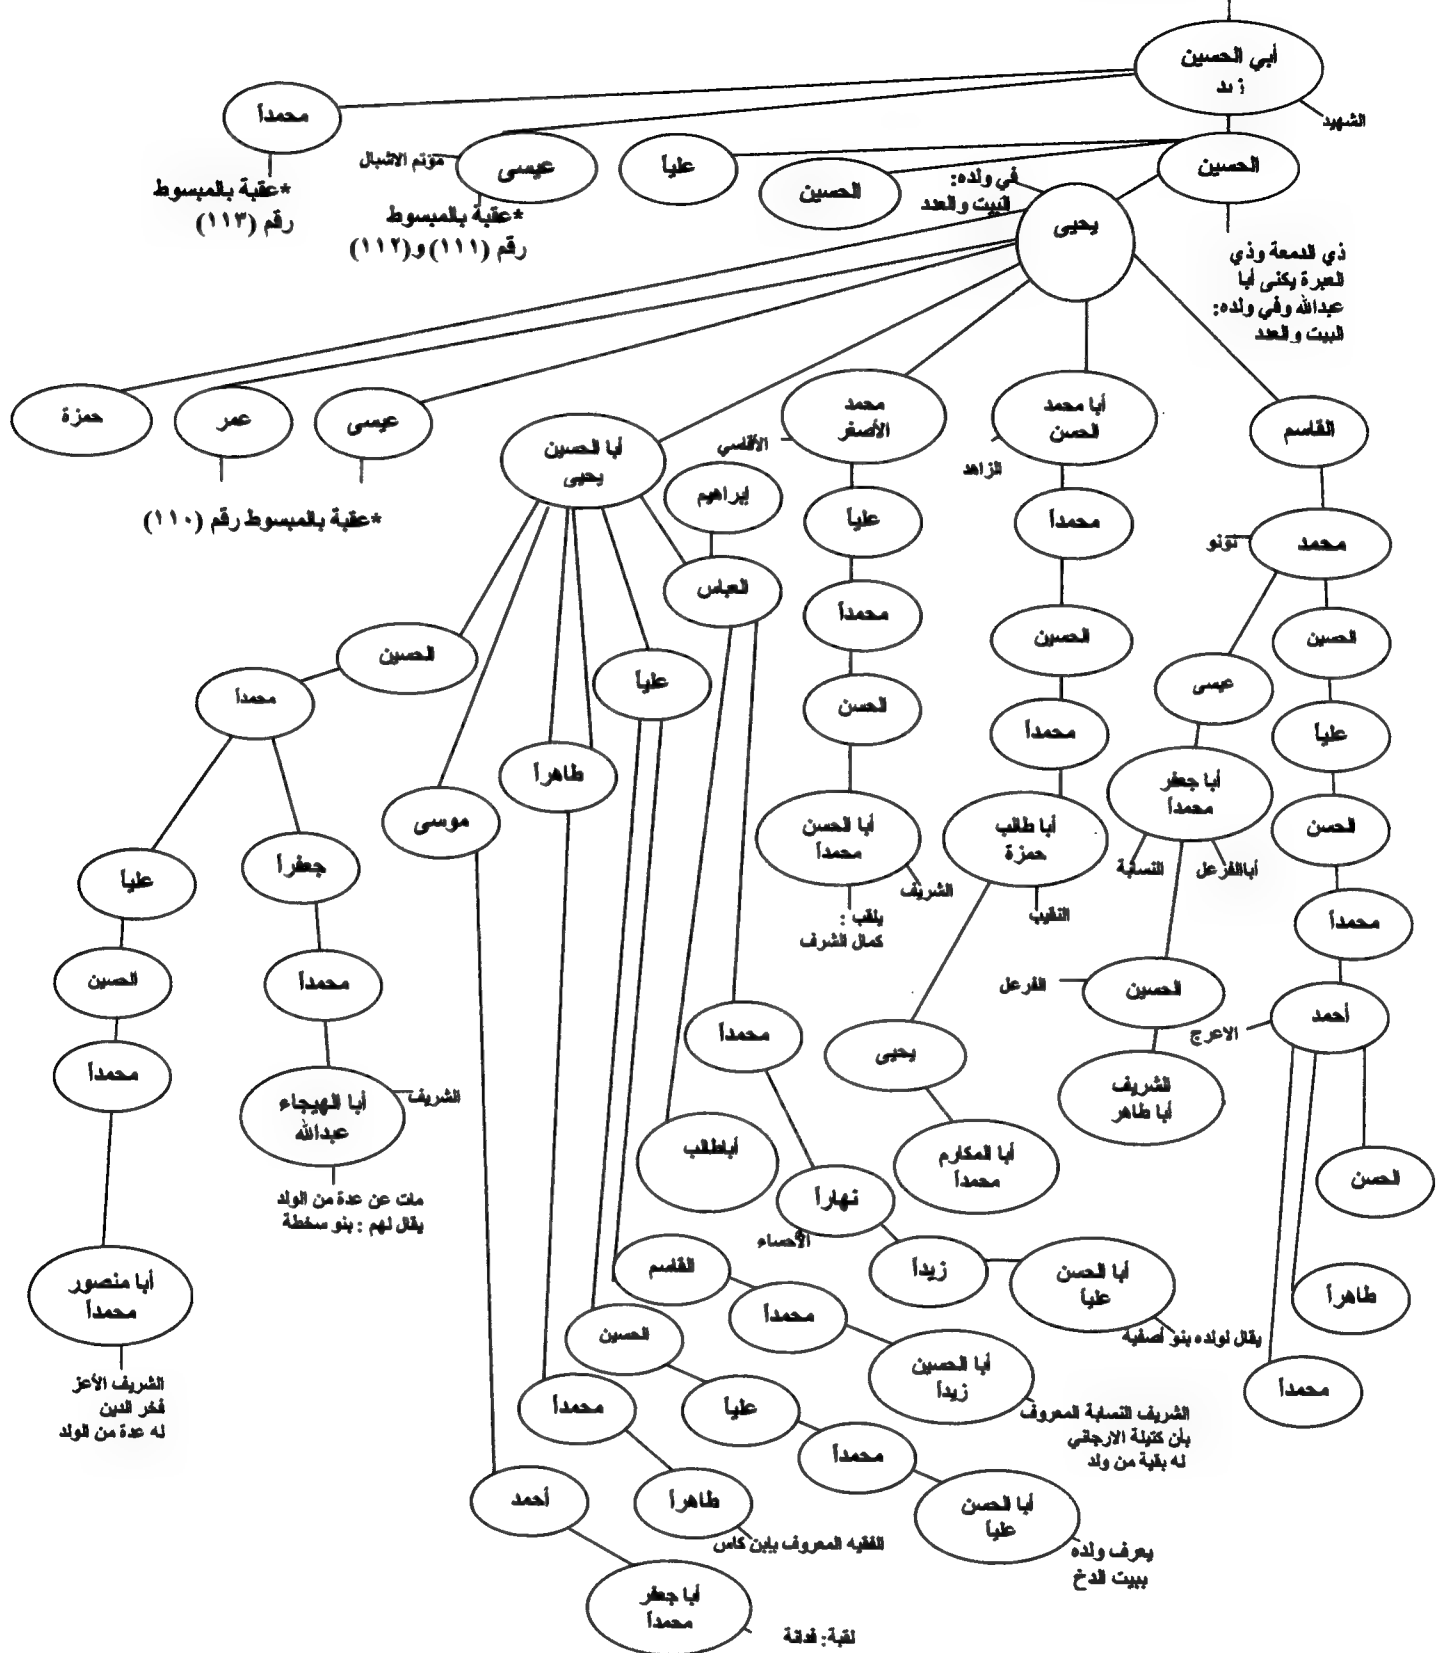 أبي الحسين
زيد
الشهيد
محمداً
*عقبة بالمبسوط
رقم (١١٣)
مؤتم الاشبال
عيسى
*عقبة بالمبسوط
رقم (١١١) و(١١٢)
علياً
الحسين
الحسين
ذي الدمعة وذي
العبرة يكنى أبا
عبدالله وفي ولده:
البيت والعدد
في ولده:
البيت والعدد
يحيى
حمزة
عمر
عيسى
*عقبة بالمبسوط رقم (١١٠)
أبا الحسين
يحيى
محمد
الأصغر
الأقاسي
أبا محمد
الحسن
الزاهد
القاسم
إبراهيم
علياً
محمداً
محمد
نونو
العباس
محمداً
الحسين
الحسين
الحسين
علياً
الحسن
محمداً
عيسى
علياً
محمداً
موسى
طاهراً
أبا الحسن
محمداً
الشريف
يلقب :
كمال الشرف
أبا طالب
حمزة
النقيب
أبا جعفر
محمداً
النسابة
أباالفزعل
الحسن
علياً
جعفراً
محمداً
الحسين
محمداً
محمداً
يحيى
الحسين
الفرعل
أحمد
الاعرج
محمداً
أبا الهيجاء
عبدالله
الشريف
مات عن عدة من الولد
يقال لهم : بنو سخطة
أباطالب
نهاراً
الأحساء
أبا المكارم
محمداً
الشريف
أبا طاهر
الحسن
أبا منصور
محمداً
الشريف الأعز
فخر الدين
له عدة من الولد
القاسم
زيداً
أبا الحسن
علياً
يقال لولده بنو أصفية
طاهراً
محمداً
الحسين
محمداً
أبا الحسين
زيداً
الشريف النسابة المعروف
بأن كتيلة الارجاني
له بقية من ولد
محمداً
علياً
محمداً
أحمد
طاهراً
الفقيه المعروف بإبن كاس
أبا الحسن
علياً
يعرف ولده
ببيت الدخ
أبا جعفر
محمداً
لقبة: فدانة